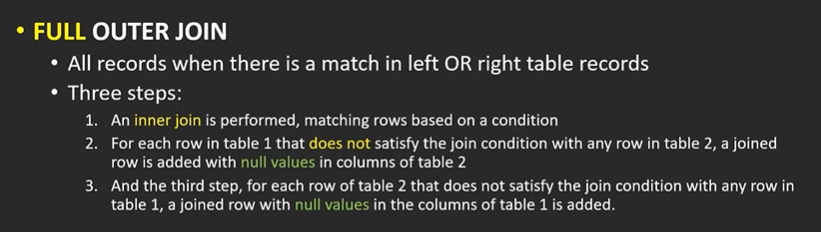 • FULL OUTER JOIN
• All records when there is a match in left OR right table records
• Three steps:
1. An inner join is performed, matching rows based on a condition
2. For each row in table 1 that does not satisfy the join condition with any row in table 2, a joined
row is added with null values in columns of table 2
3. And the third step, for each row of table 2 that does not satisfy the join condition with any row in
table 1, a joined row with null values in the columns of table 1 is added.